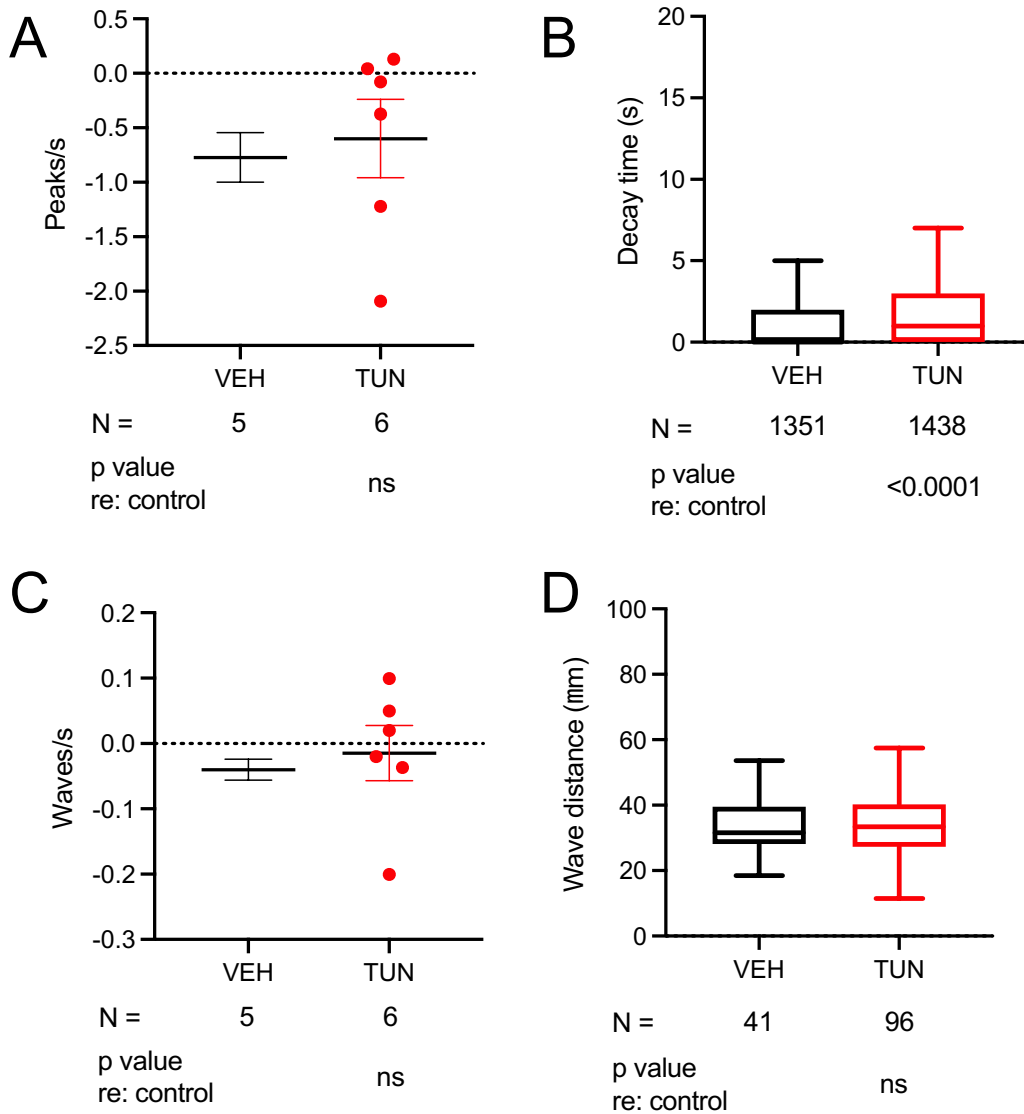 A
0.5
0.0
-0.5
-1.0
-1.5
-2.0
-2.5
Peaks/s
VEH TUN
N = 5 6
p value
re: control ns
B
20
15
10
5
0
Decay time (s)
VEH TUN
N = 1351 1438
p value
re: control <0.0001
C
0.2
0.1
0.0
-0.1
-0.2
-0.3
Waves/s
VEH TUN
N = 5 6
p value
re: control ns
D
100
80
60
40
20
0
Wave distance (mm)
VEH TUN
N = 41 96
p value
re: control ns